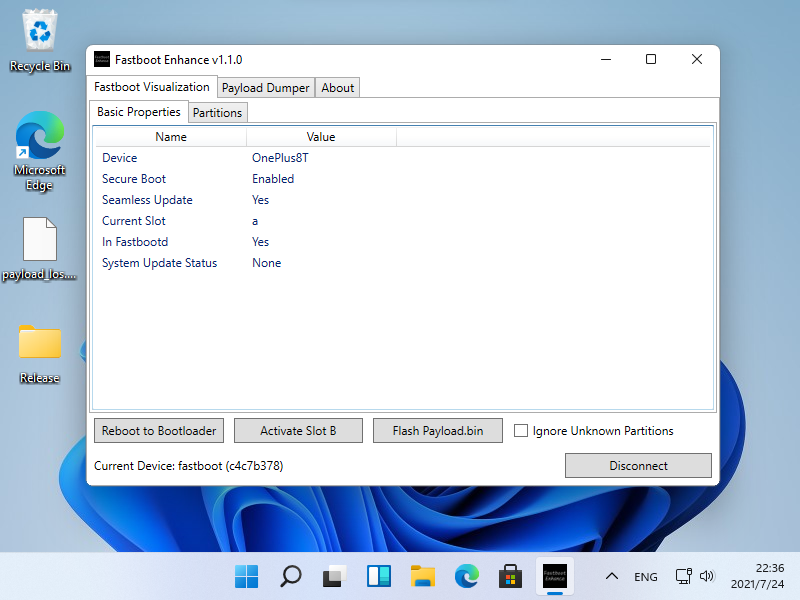 Recycle Bin
Microsoft
Edge
payload_los....
Release
Fastboot Enhance v1.1.0
Fastboot Visualization Payload Dumper About
Basic Properties Partitions
Name Value
Device OnePlus8T
Secure Boot Enabled
Seamless Update Yes
Current Slot a
In Fastbootd Yes
System Update Status None
Reboot to Bootloader Activate Slot B Flash Payload.bin Ignore Unknown Partitions
Current Device: fastboot (c4c7b378) Disconnect
Fastboot
Enhance
ENG
22:36
2021/7/24